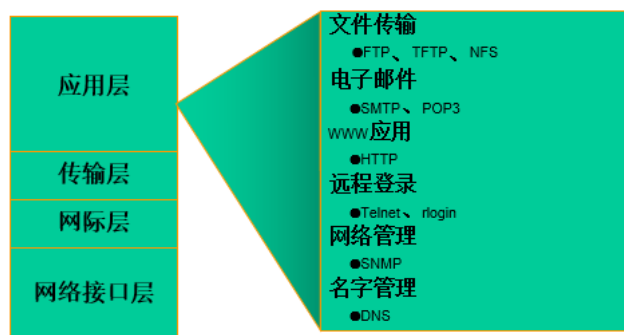 应用层
传输层
网际层
网络接口层
文件传输
●FTP、TFTP、NFS
电子邮件
●SMTP、POP3
WWW应用
●HTTP
远程登录
●Telnet、rlogin
网络管理
●SNMP
名字管理
●DNS